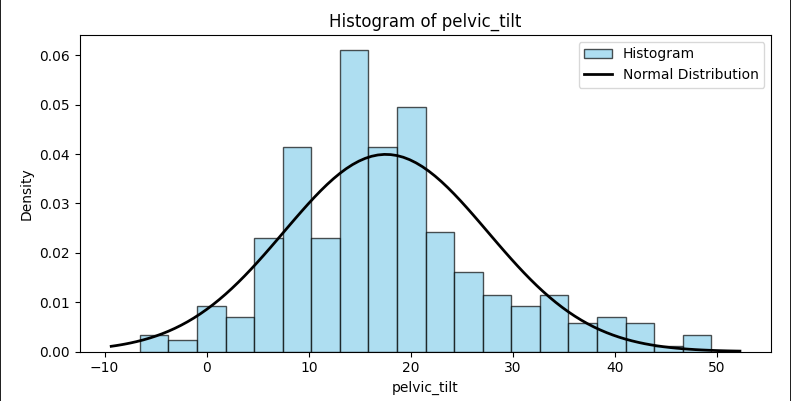 Histogram of pelvic_tilt
Histogram
Normal Distribution
0.06
0.05
0.04
0.03
0.02
0.01
0.00
Density
−10
0
10
20
30
40
50
pelvic_tilt